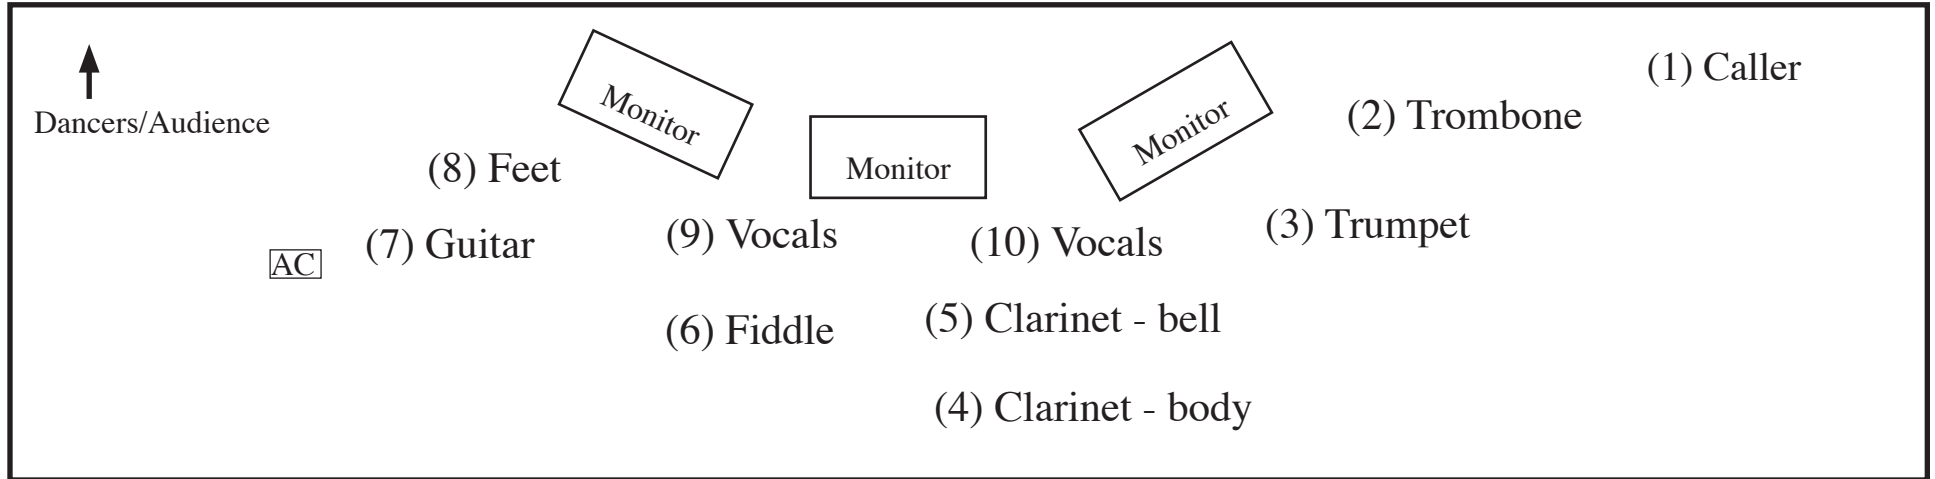 (1) Caller
Monitor
Monitor
(2) Trombone
Dancers/Audience
Monitor
(8) Feet
(3) Trumpet
(9) Vocals
(10) Vocals
(7) Guitar
AC
(5) Clarinet - bell
(6) Fiddle
(4) Clarinet - body